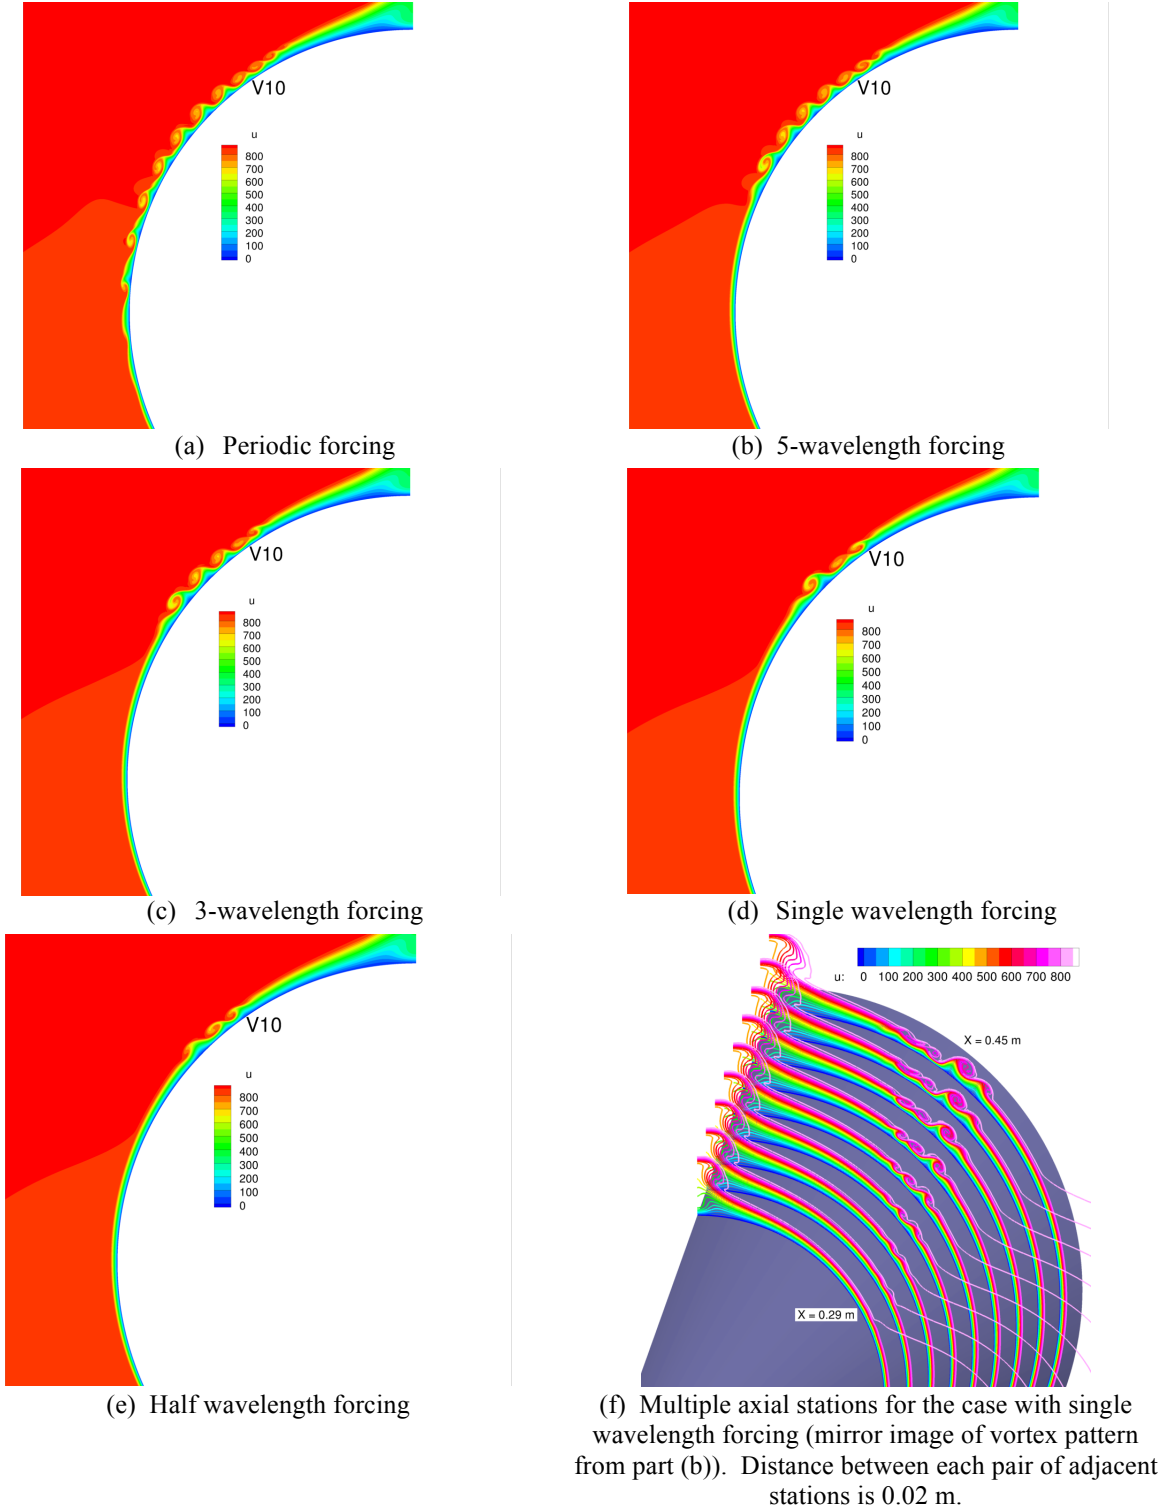 V10
u
800
700
600
500
400
300
200
100
0
(a) Periodic forcing
V10
u
800
700
600
500
400
300
200
100
0
(b) 5-wavelength forcing
V10
u
800
700
600
500
400
300
200
100
0
(c) 3-wavelength forcing
V10
u
800
700
600
500
400
300
200
100
0
(d) Single wavelength forcing
V10
u
800
700
600
500
400
300
200
100
0
(e) Half wavelength forcing
u: 0 100 200 300 400 500 600 700 800
X = 0.45 m
X = 0.29 m
(f) Multiple axial stations for the case with single
wavelength forcing (mirror image of vortex pattern
from part (b)). Distance between each pair of adjacent
stations is 0.02 m.